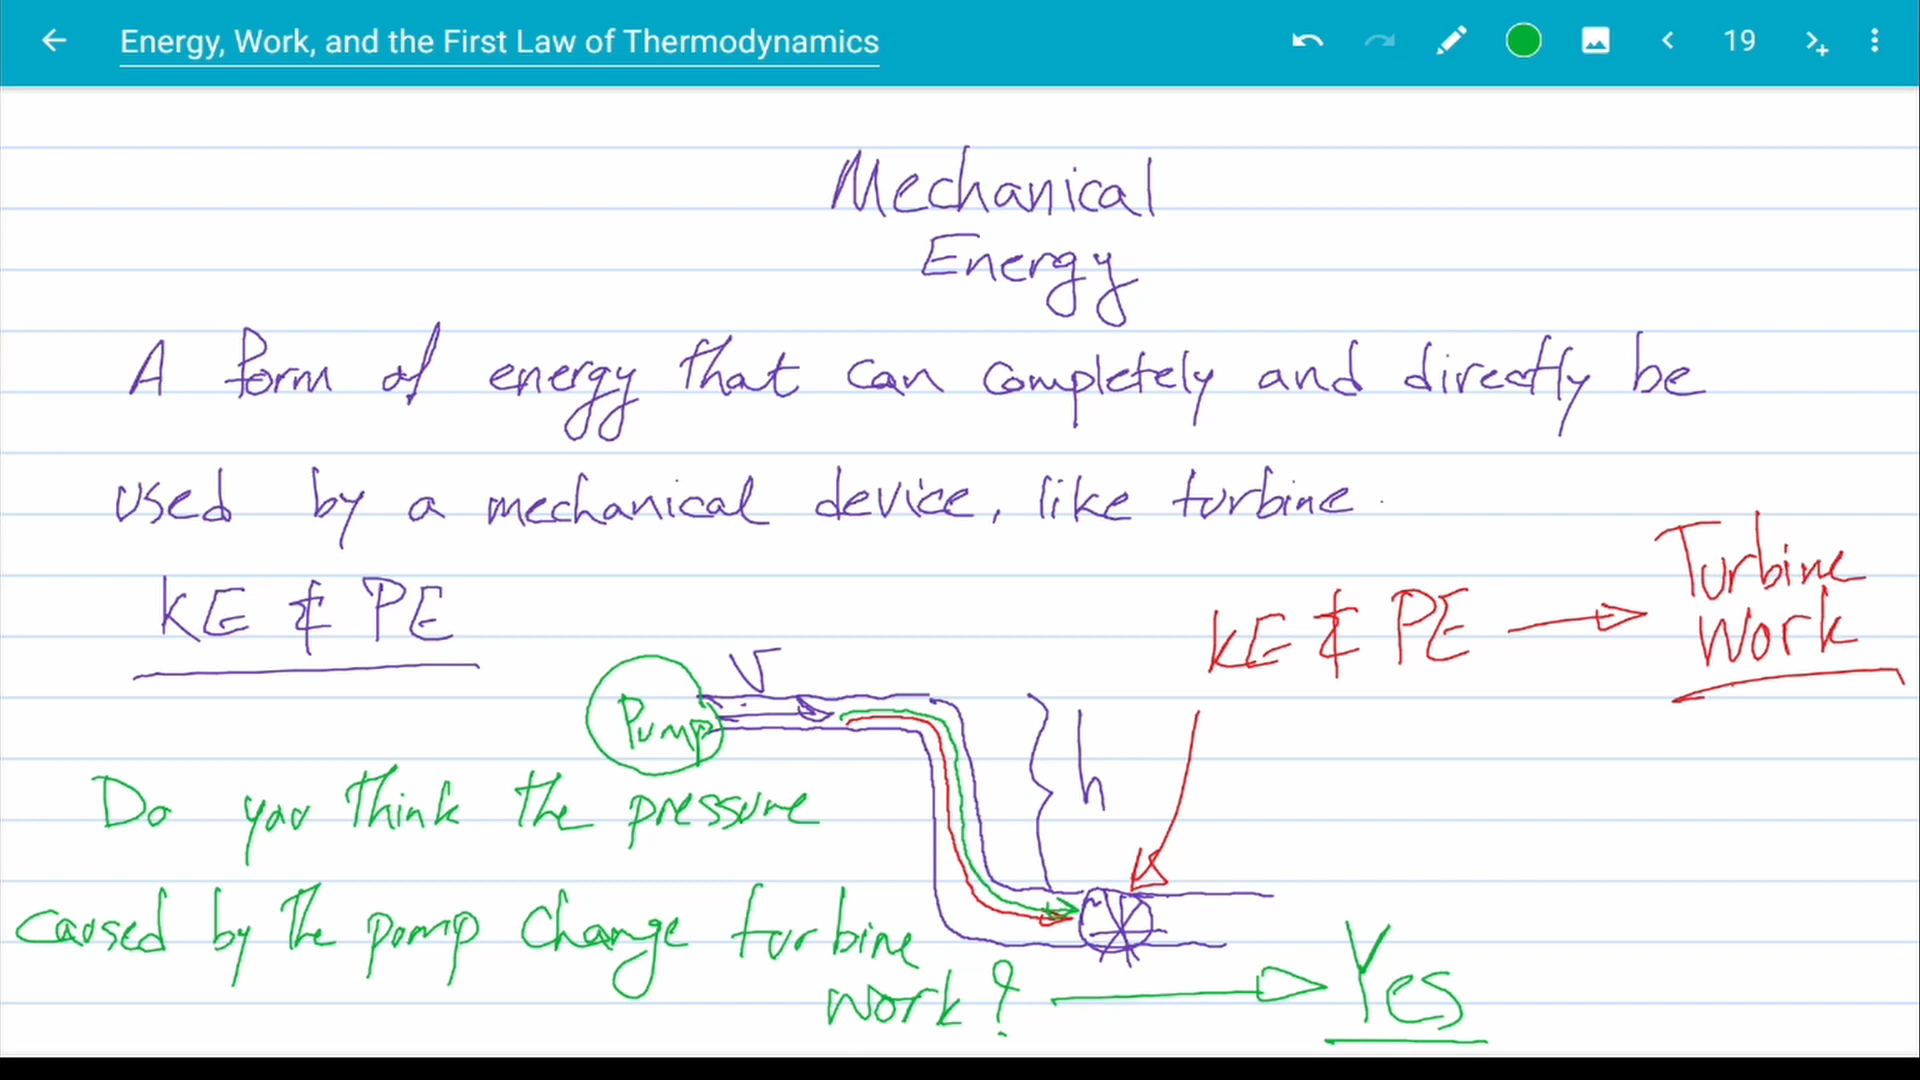 Energy, Work, and the First Law of Thermodynamics
19
Mechanical
Energy
A form of energy that can completely and directly be
used by a mechanical device, like turbine.
KE & PE
KE & PE
Turbine
Work
V
Pump
h
Do you think the pressure
caused by the pump change turbine
work?
Yes